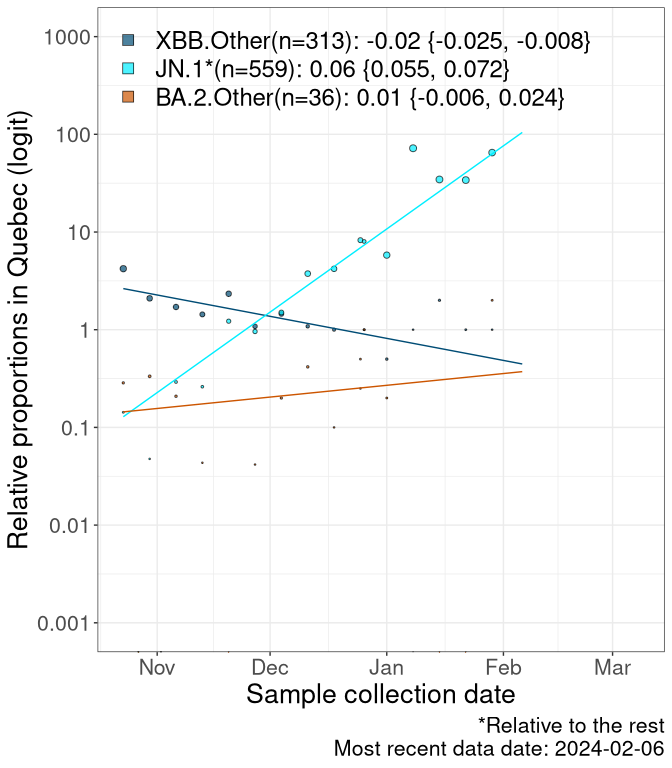 XBB.Other(n=313): -0.02 {-0.025, -0.008}
JN.1*(n=559): 0.06 {0.055, 0.072}
BA.2.Other(n=36): 0.01 {-0.006, 0.024}
Relative proportions in Quebec (logit)
1000
100
10
1
0.1
0.01
0.001
Nov Dec Jan Feb Mar
Sample collection date
*Relative to the rest
Most recent data date: 2024-02-06